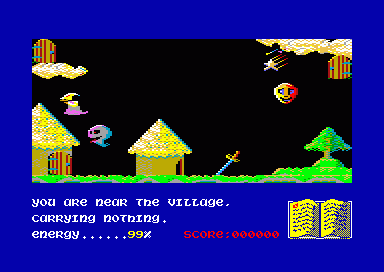 you are near the village.
carrying nothing.
energy......99% SCORE:000000